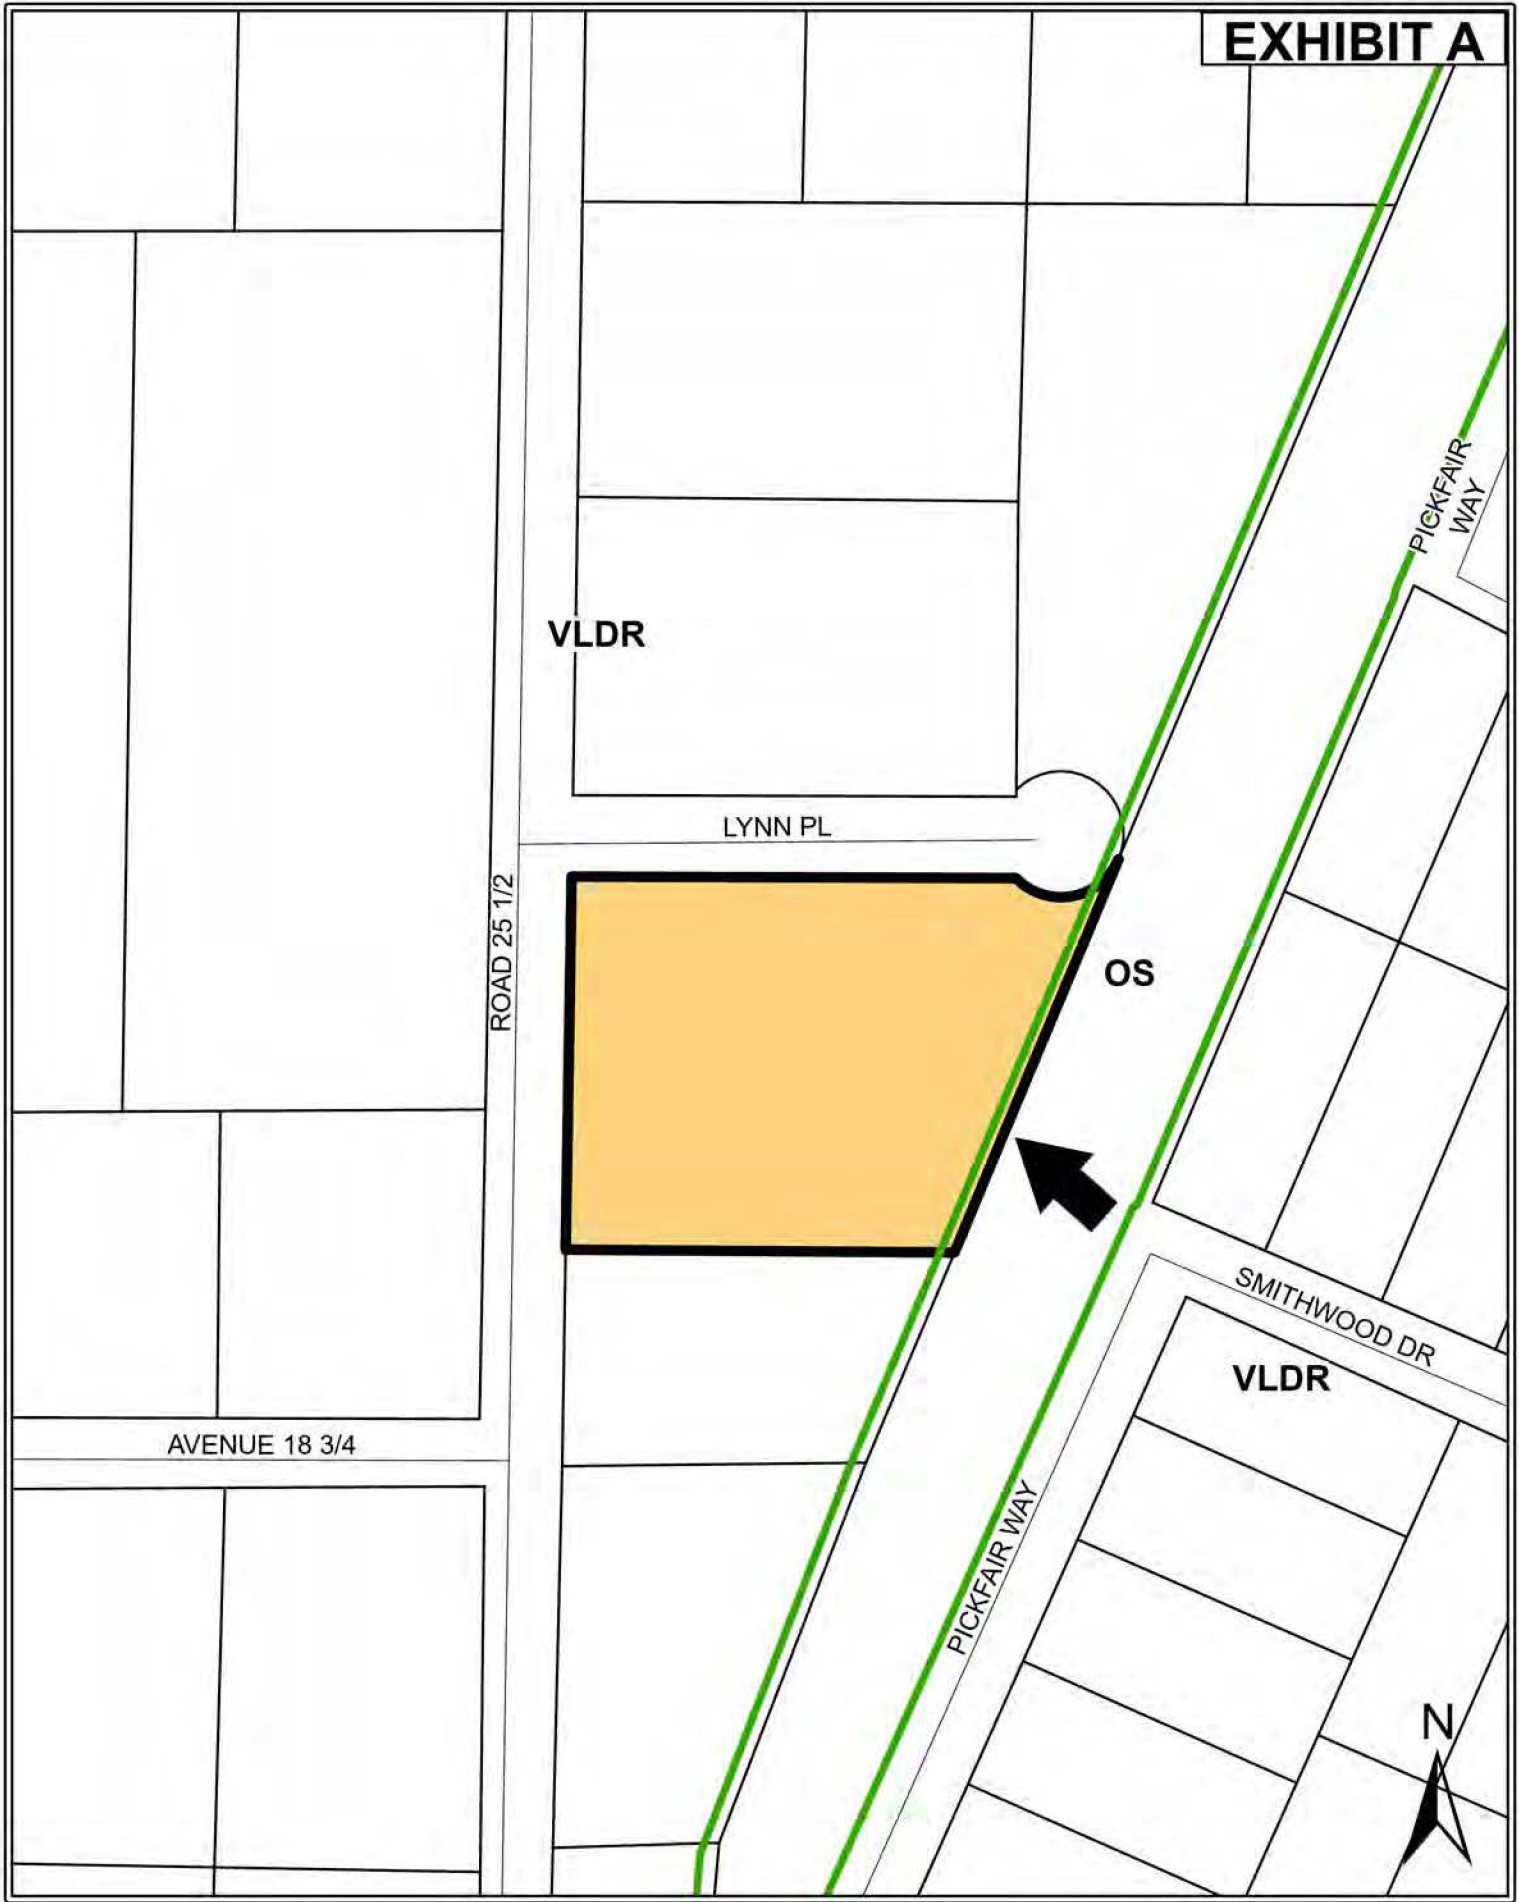 EXHIBIT A
PICKFAIR
WAY
VLDR
LYNN PL
ROAD 25 1/2
OS
SMITHWOOD DR
VLDR
AVENUE 18 3/4
PICKFAIR WAY
N